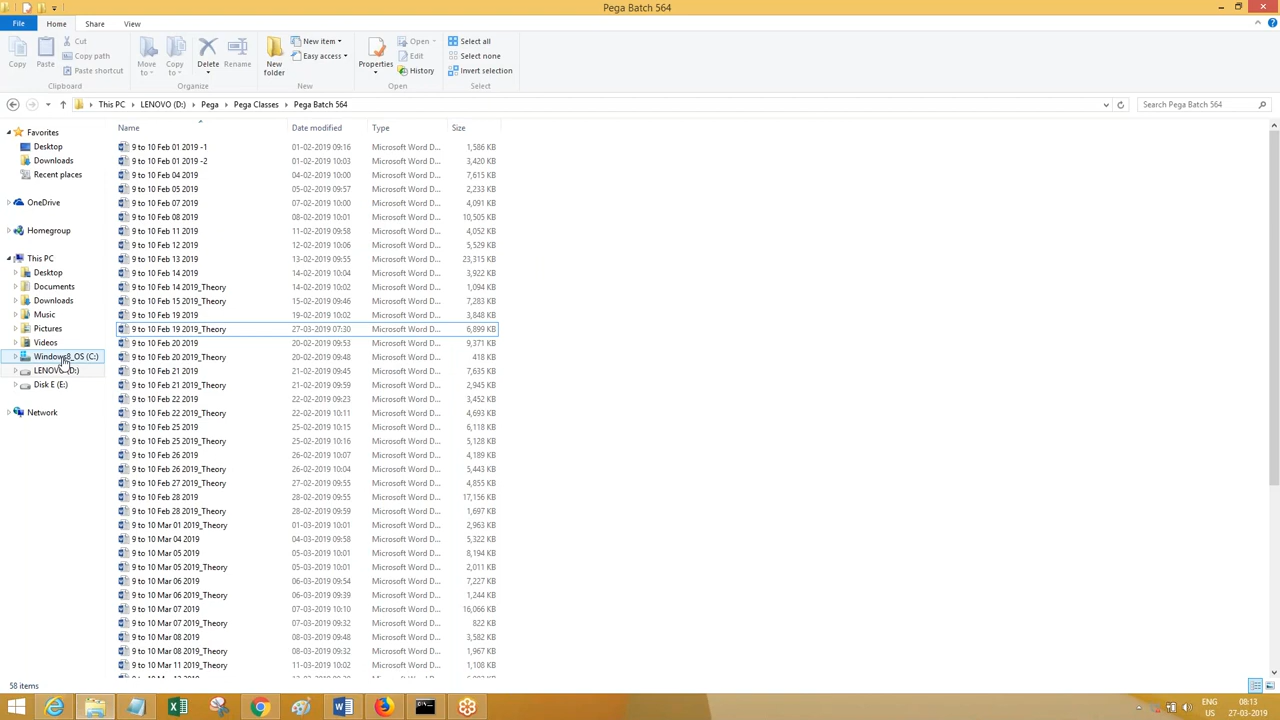 Pega Batch 564
File Home Share View
Copy
Paste
Cut
Copy path
Paste shortcut
Clipboard
Move to
Copy to
Delete
Rename
Organize
New folder
New item
Easy access
New
Properties
Open
Edit
History
Open
Select all
Select none
Invert selection
Select
This PC LENOVO (D:) Pega Pega Classes Pega Batch 564
Search Pega Batch 564
Favorites
Desktop
Downloads
Recent places
OneDrive
Homegroup
This PC
Desktop
Documents
Downloads
Music
Pictures
Videos
Windows8_OS (C:)
LENOVO (D:)
Disk E (E:)
Network
Name Date modified Type Size
9 to 10 Feb 01 2019 -1 01-02-2019 09:16 Microsoft Word D... 1,586 KB
9 to 10 Feb 01 2019 -2 01-02-2019 10:03 Microsoft Word D... 3,420 KB
9 to 10 Feb 04 2019 04-02-2019 10:00 Microsoft Word D... 7,615 KB
9 to 10 Feb 05 2019 05-02-2019 09:57 Microsoft Word D... 2,233 KB
9 to 10 Feb 07 2019 07-02-2019 10:00 Microsoft Word D... 4,091 KB
9 to 10 Feb 08 2019 08-02-2019 10:01 Microsoft Word D... 10,505 KB
9 to 10 Feb 11 2019 11-02-2019 09:58 Microsoft Word D... 4,052 KB
9 to 10 Feb 12 2019 12-02-2019 10:06 Microsoft Word D... 5,529 KB
9 to 10 Feb 13 2019 13-02-2019 09:55 Microsoft Word D... 23,315 KB
9 to 10 Feb 14 2019 14-02-2019 10:04 Microsoft Word D... 3,922 KB
9 to 10 Feb 14 2019_Theory 14-02-2019 10:02 Microsoft Word D... 1,094 KB
9 to 10 Feb 15 2019_Theory 15-02-2019 09:46 Microsoft Word D... 7,283 KB
9 to 10 Feb 19 2019 19-02-2019 10:02 Microsoft Word D... 3,848 KB
9 to 10 Feb 19 2019_Theory 27-03-2019 07:30 Microsoft Word D... 6,899 KB
9 to 10 Feb 20 2019 20-02-2019 09:53 Microsoft Word D... 9,371 KB
9 to 10 Feb 20 2019_Theory 20-02-2019 09:48 Microsoft Word D... 418 KB
9 to 10 Feb 21 2019 21-02-2019 09:45 Microsoft Word D... 7,635 KB
9 to 10 Feb 21 2019_Theory 21-02-2019 09:59 Microsoft Word D... 2,945 KB
9 to 10 Feb 22 2019 22-02-2019 09:23 Microsoft Word D... 3,452 KB
9 to 10 Feb 22 2019_Theory 22-02-2019 10:11 Microsoft Word D... 4,693 KB
9 to 10 Feb 25 2019 25-02-2019 10:15 Microsoft Word D... 6,118 KB
9 to 10 Feb 25 2019_Theory 25-02-2019 10:16 Microsoft Word D... 5,128 KB
9 to 10 Feb 26 2019 26-02-2019 10:07 Microsoft Word D... 4,189 KB
9 to 10 Feb 26 2019_Theory 26-02-2019 10:04 Microsoft Word D... 5,443 KB
9 to 10 Feb 27 2019_Theory 27-02-2019 09:55 Microsoft Word D... 4,855 KB
9 to 10 Feb 28 2019 28-02-2019 09:55 Microsoft Word D... 17,156 KB
9 to 10 Feb 28 2019_Theory 28-02-2019 09:59 Microsoft Word D... 1,697 KB
9 to 10 Mar 01 2019_Theory 01-03-2019 10:01 Microsoft Word D... 2,963 KB
9 to 10 Mar 04 2019 04-03-2019 09:58 Microsoft Word D... 5,322 KB
9 to 10 Mar 05 2019 05-03-2019 10:01 Microsoft Word D... 8,194 KB
9 to 10 Mar 05 2019_Theory 05-03-2019 10:01 Microsoft Word D... 2,011 KB
9 to 10 Mar 06 2019 06-03-2019 09:54 Microsoft Word D... 7,227 KB
9 to 10 Mar 06 2019_Theory 06-03-2019 09:39 Microsoft Word D... 1,244 KB
9 to 10 Mar 07 2019 07-03-2019 10:10 Microsoft Word D... 16,066 KB
9 to 10 Mar 07 2019_Theory 07-03-2019 09:32 Microsoft Word D... 822 KB
9 to 10 Mar 08 2019 08-03-2019 09:48 Microsoft Word D... 3,582 KB
9 to 10 Mar 08 2019_Theory 08-03-2019 09:32 Microsoft Word D... 1,967 KB
9 to 10 Mar 11 2019_Theory 11-03-2019 10:02 Microsoft Word D... 1,108 KB
58 items
ENG 08:13
US 27-03-2019